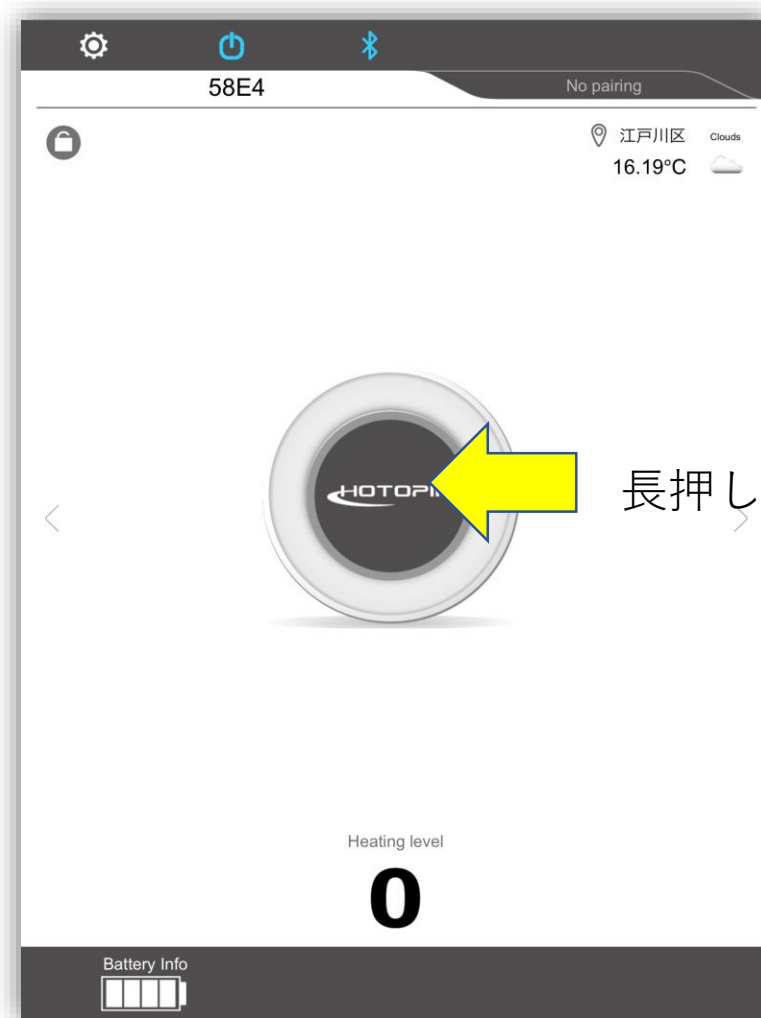 58E4
No pairing
江戸川区 Clouds
16.19°C
長押し
Heating level
0
Battery Info